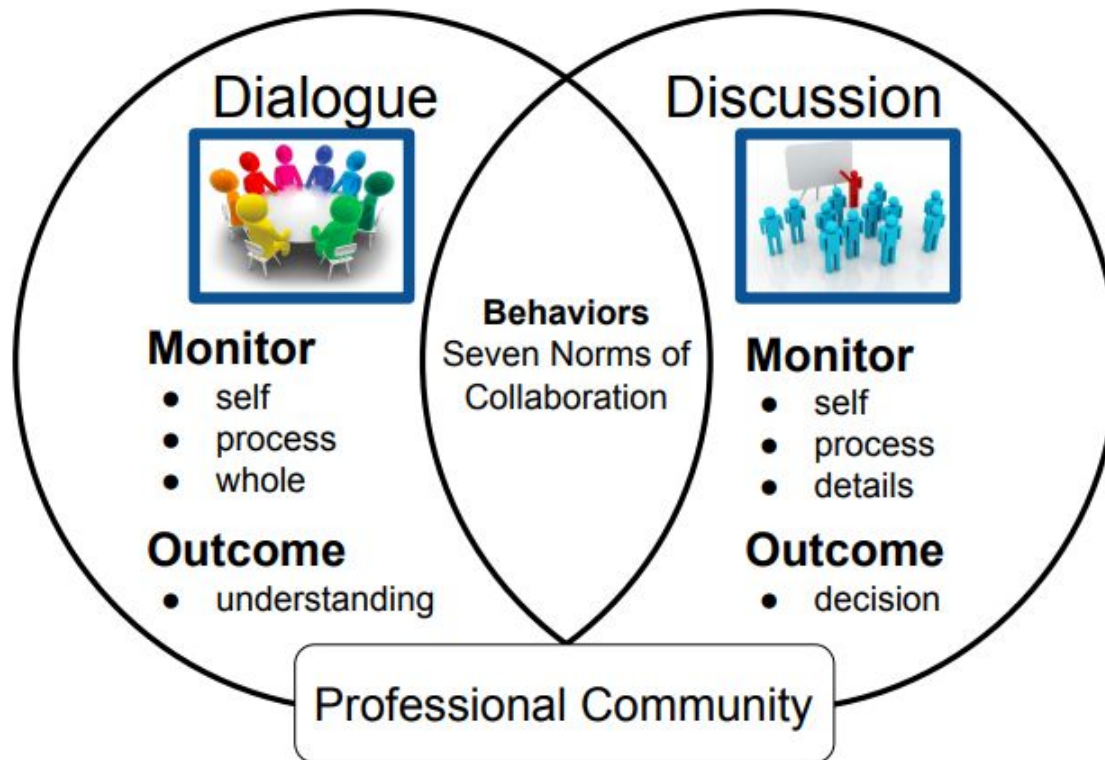 Dialogue
Monitor
● self
● process
● whole
Outcome
● understanding
Behaviors
Seven Norms of
Collaboration
Discussion
Monitor
● self
● process
● details
Outcome
● decision
Professional Community